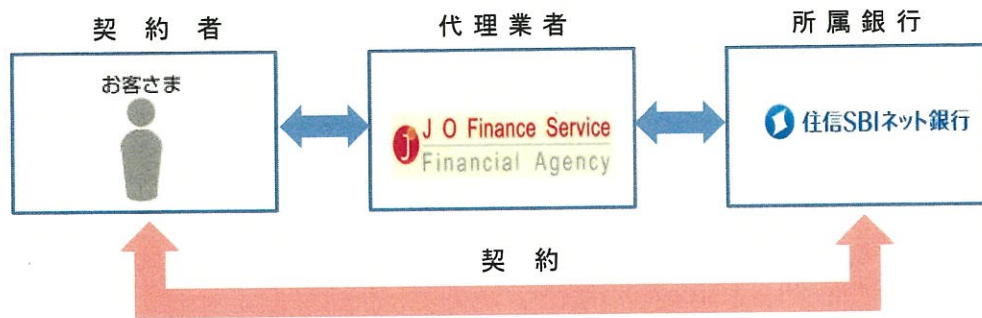 契約者
代理業者
所属銀行
お客さま
J O Finance Service
Financial Agency
住信SBIネット銀行
契約